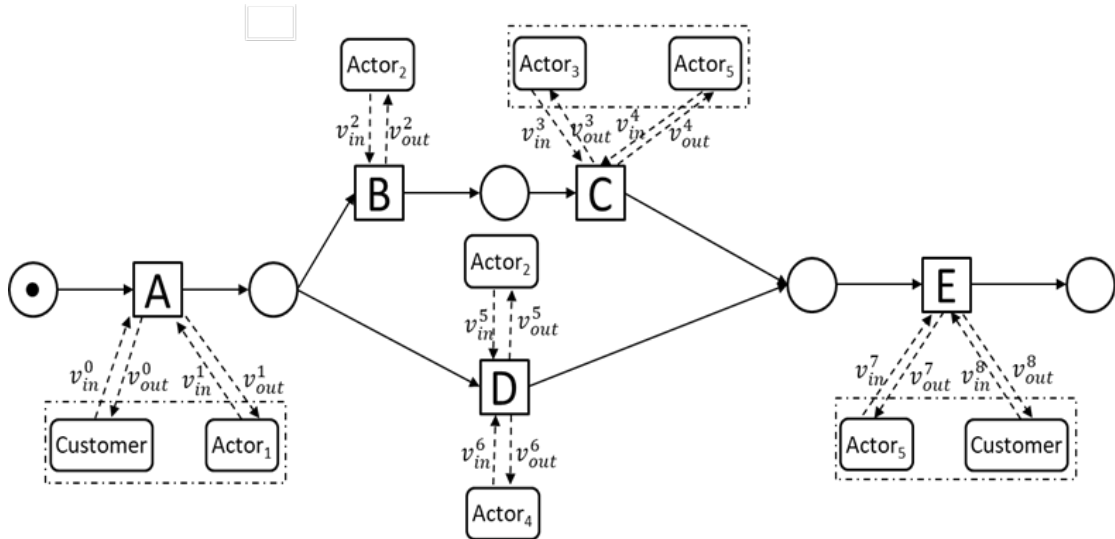 Actor₂
Actor₃ Actor₅
v_in^2 v_out^2
v_in^3 v_out^3 v_in^4 v_out^4
B C
Actor₂
A E
v_in^5 v_out^5
v_in^0 v_out^0 v_in^1 v_out^1
v_in^7 v_out^7 v_in^8 v_out^8
D
Customer Actor₁
Actor₅ Customer
v_in^6 v_out^6
Actor₄